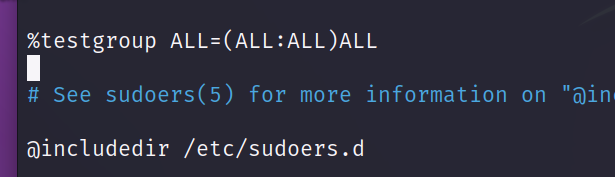 %testgroup ALL=(ALL:ALL)ALL
# See sudoers(5) for more information on "@in
@includedir /etc/sudoers.d